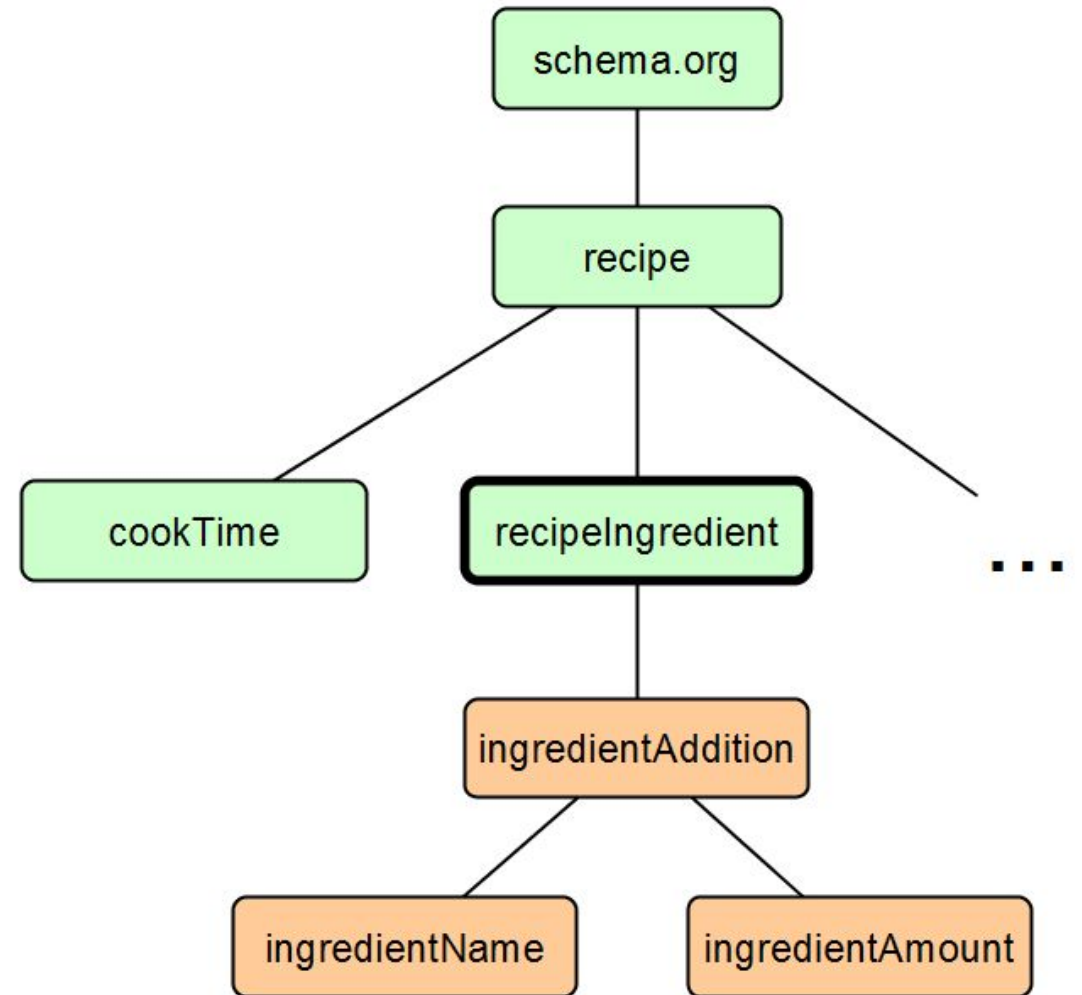 schema.org
recipe
cookTime
recipeIngredient
...
ingredientAddition
ingredientName
ingredientAmount